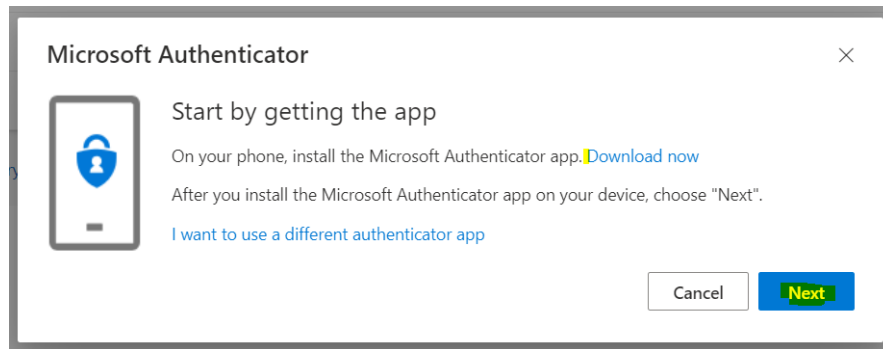 Microsoft Authenticator
Start by getting the app
On your phone, install the Microsoft Authenticator app. Download now
After you install the Microsoft Authenticator app on your device, choose "Next".
I want to use a different authenticator app
Cancel Next